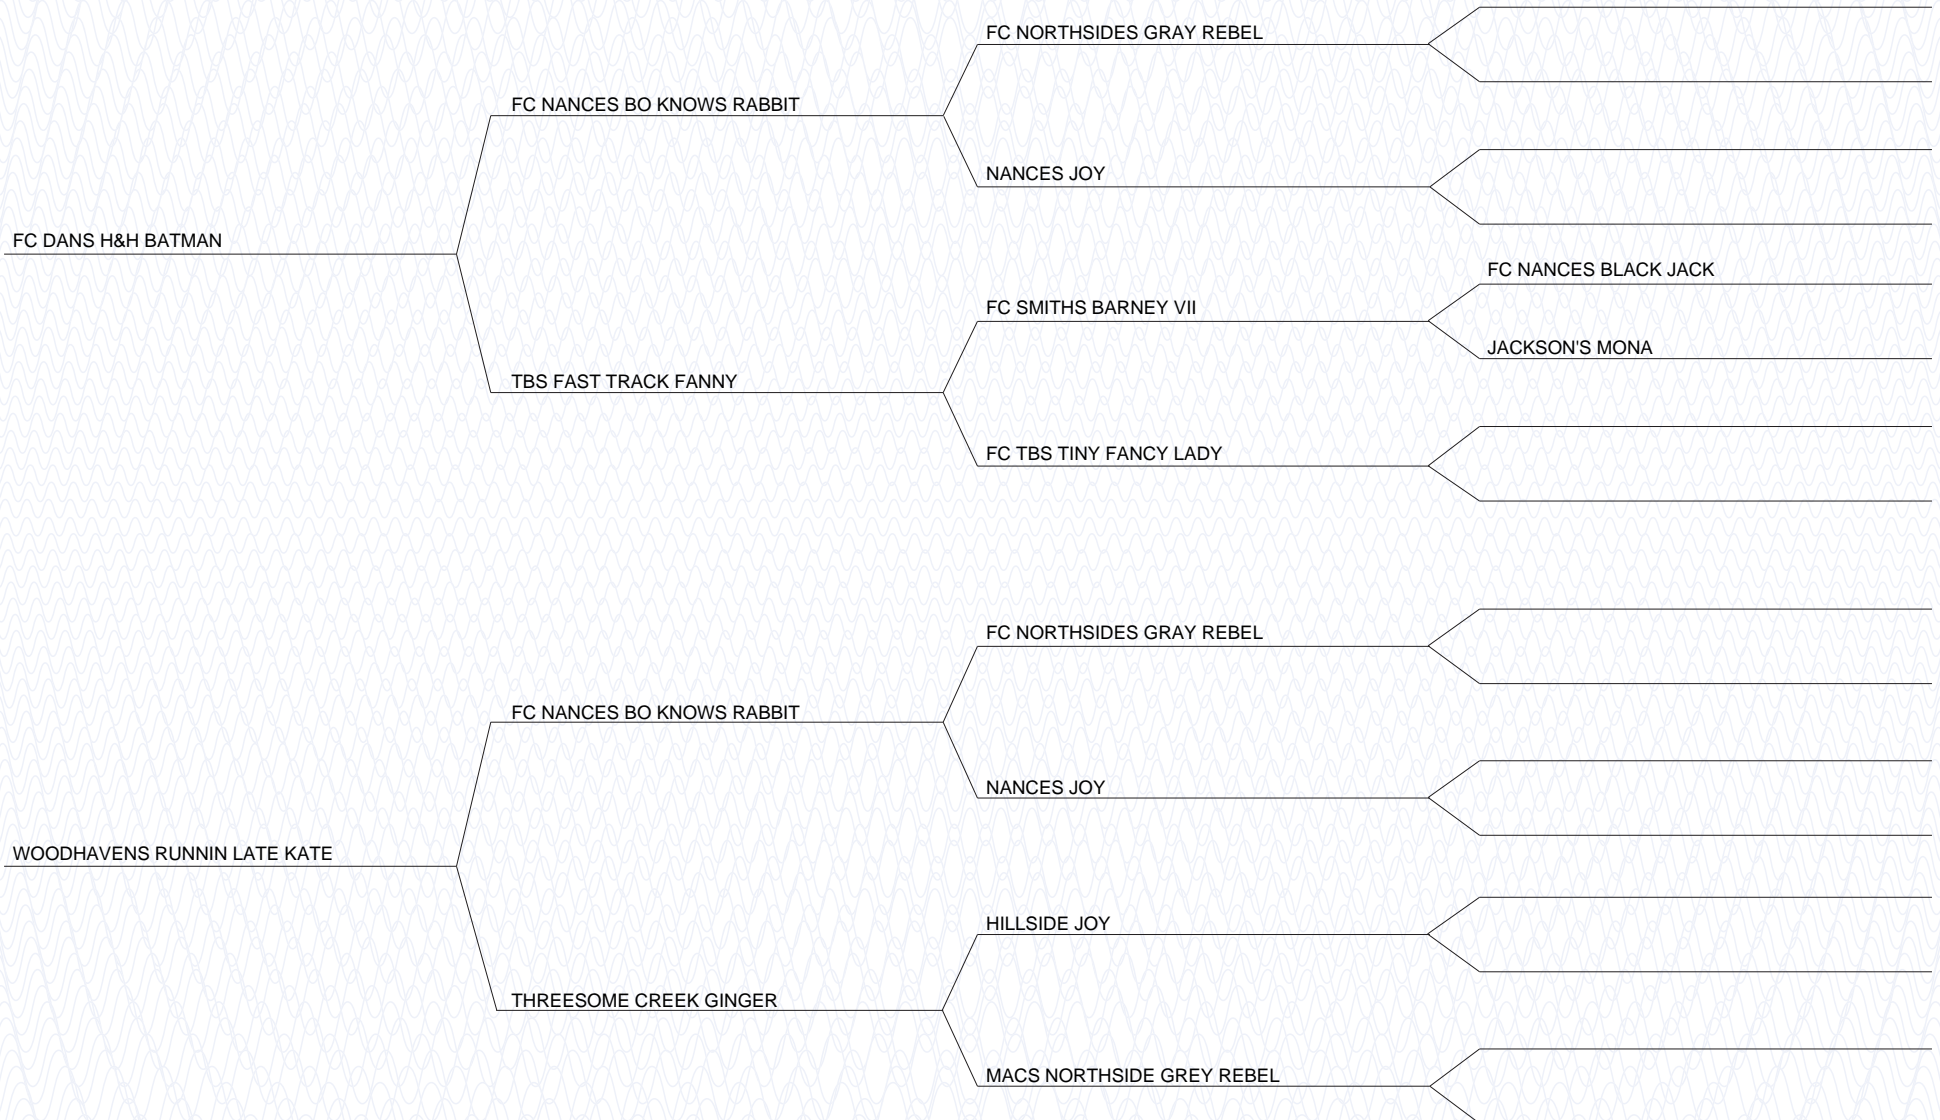 FC NORTHSIDES GRAY REBEL
FC NANCES BO KNOWS RABBIT
NANCES JOY
FC DANS H&H BATMAN
FC NANCES BLACK JACK
FC SMITHS BARNEY VII
JACKSON'S MONA
TBS FAST TRACK FANNY
FC TBS TINY FANCY LADY
FC NORTHSIDES GRAY REBEL
FC NANCES BO KNOWS RABBIT
NANCES JOY
WOODHAVENS RUNNIN LATE KATE
HILLSIDE JOY
THREESOME CREEK GINGER
MACS NORTHSIDE GREY REBEL